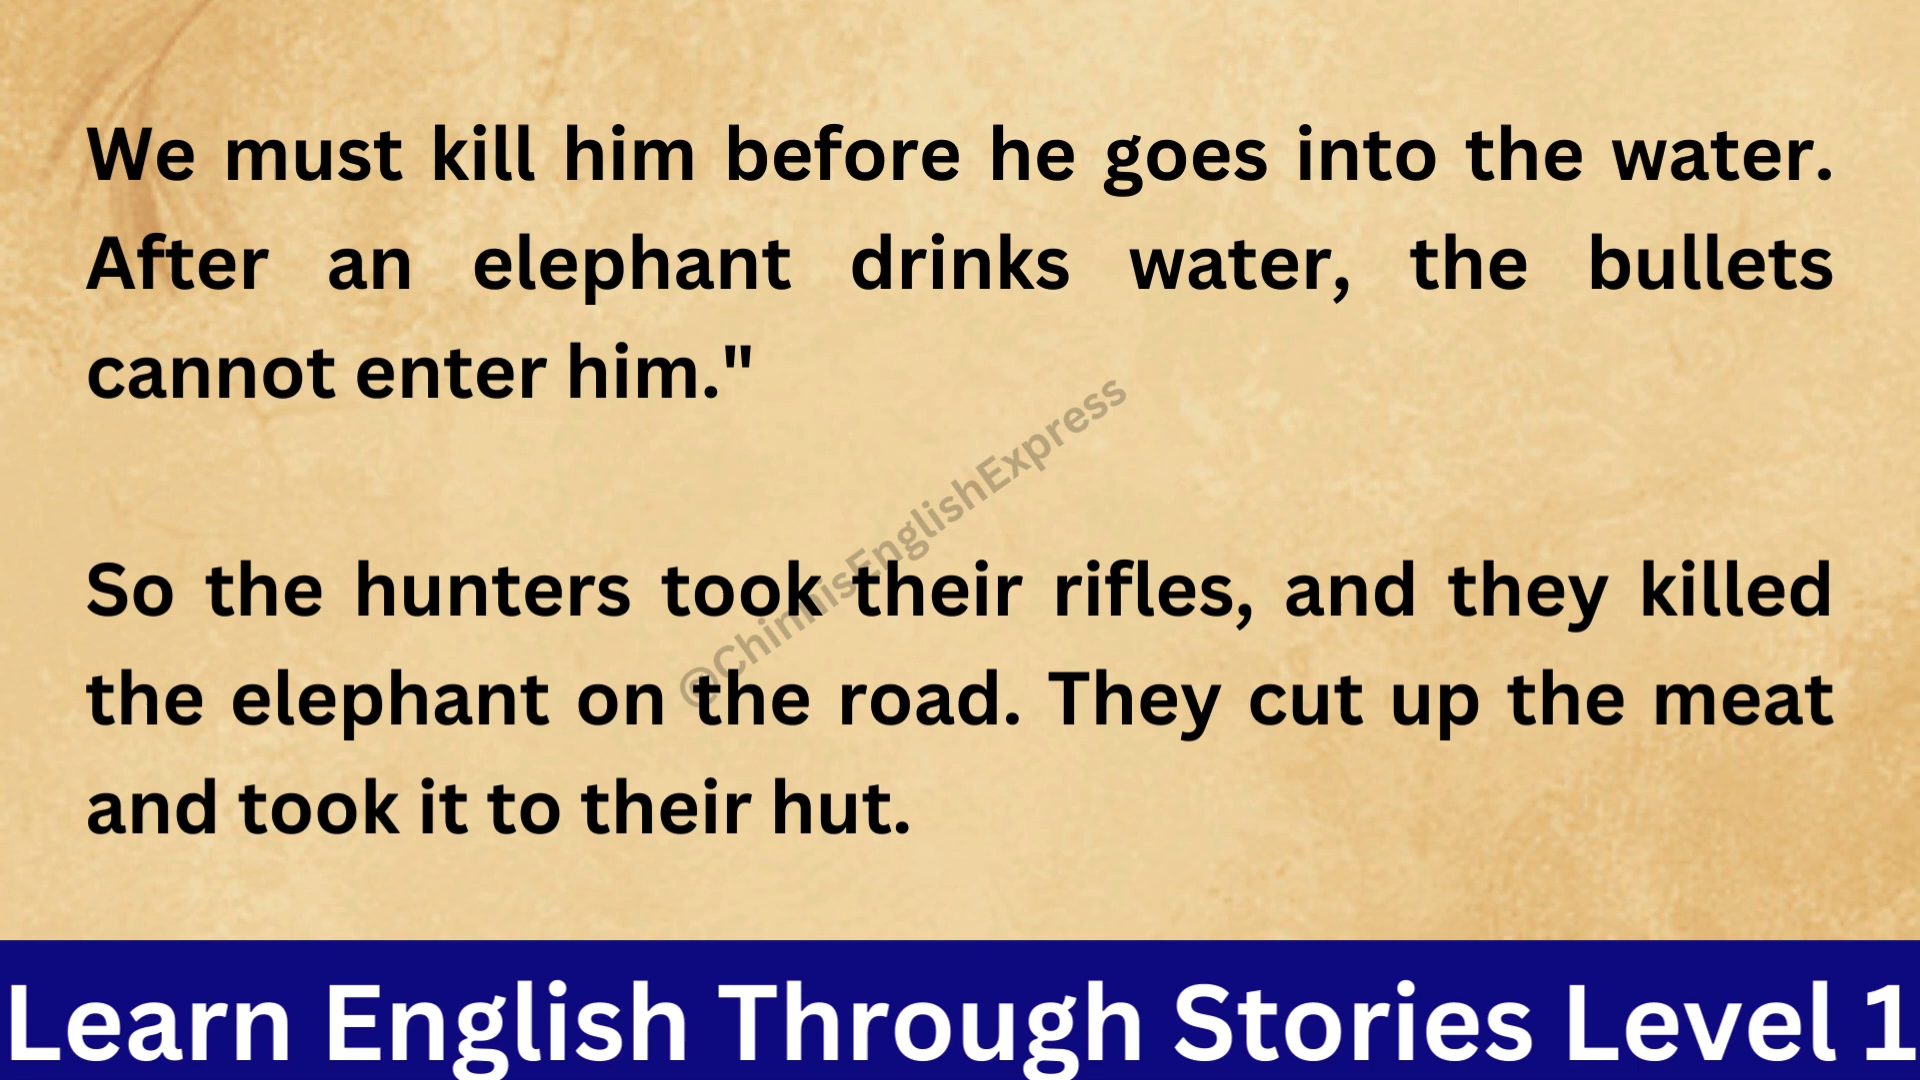 We must kill him before he goes into the water.
After an elephant drinks water, the bullets
cannot enter him."
@ChinkisEnglishExpress
So the hunters took their rifles, and they killed
the elephant on the road. They cut up the meat
and took it to their hut.
Learn English Through Stories Level 1